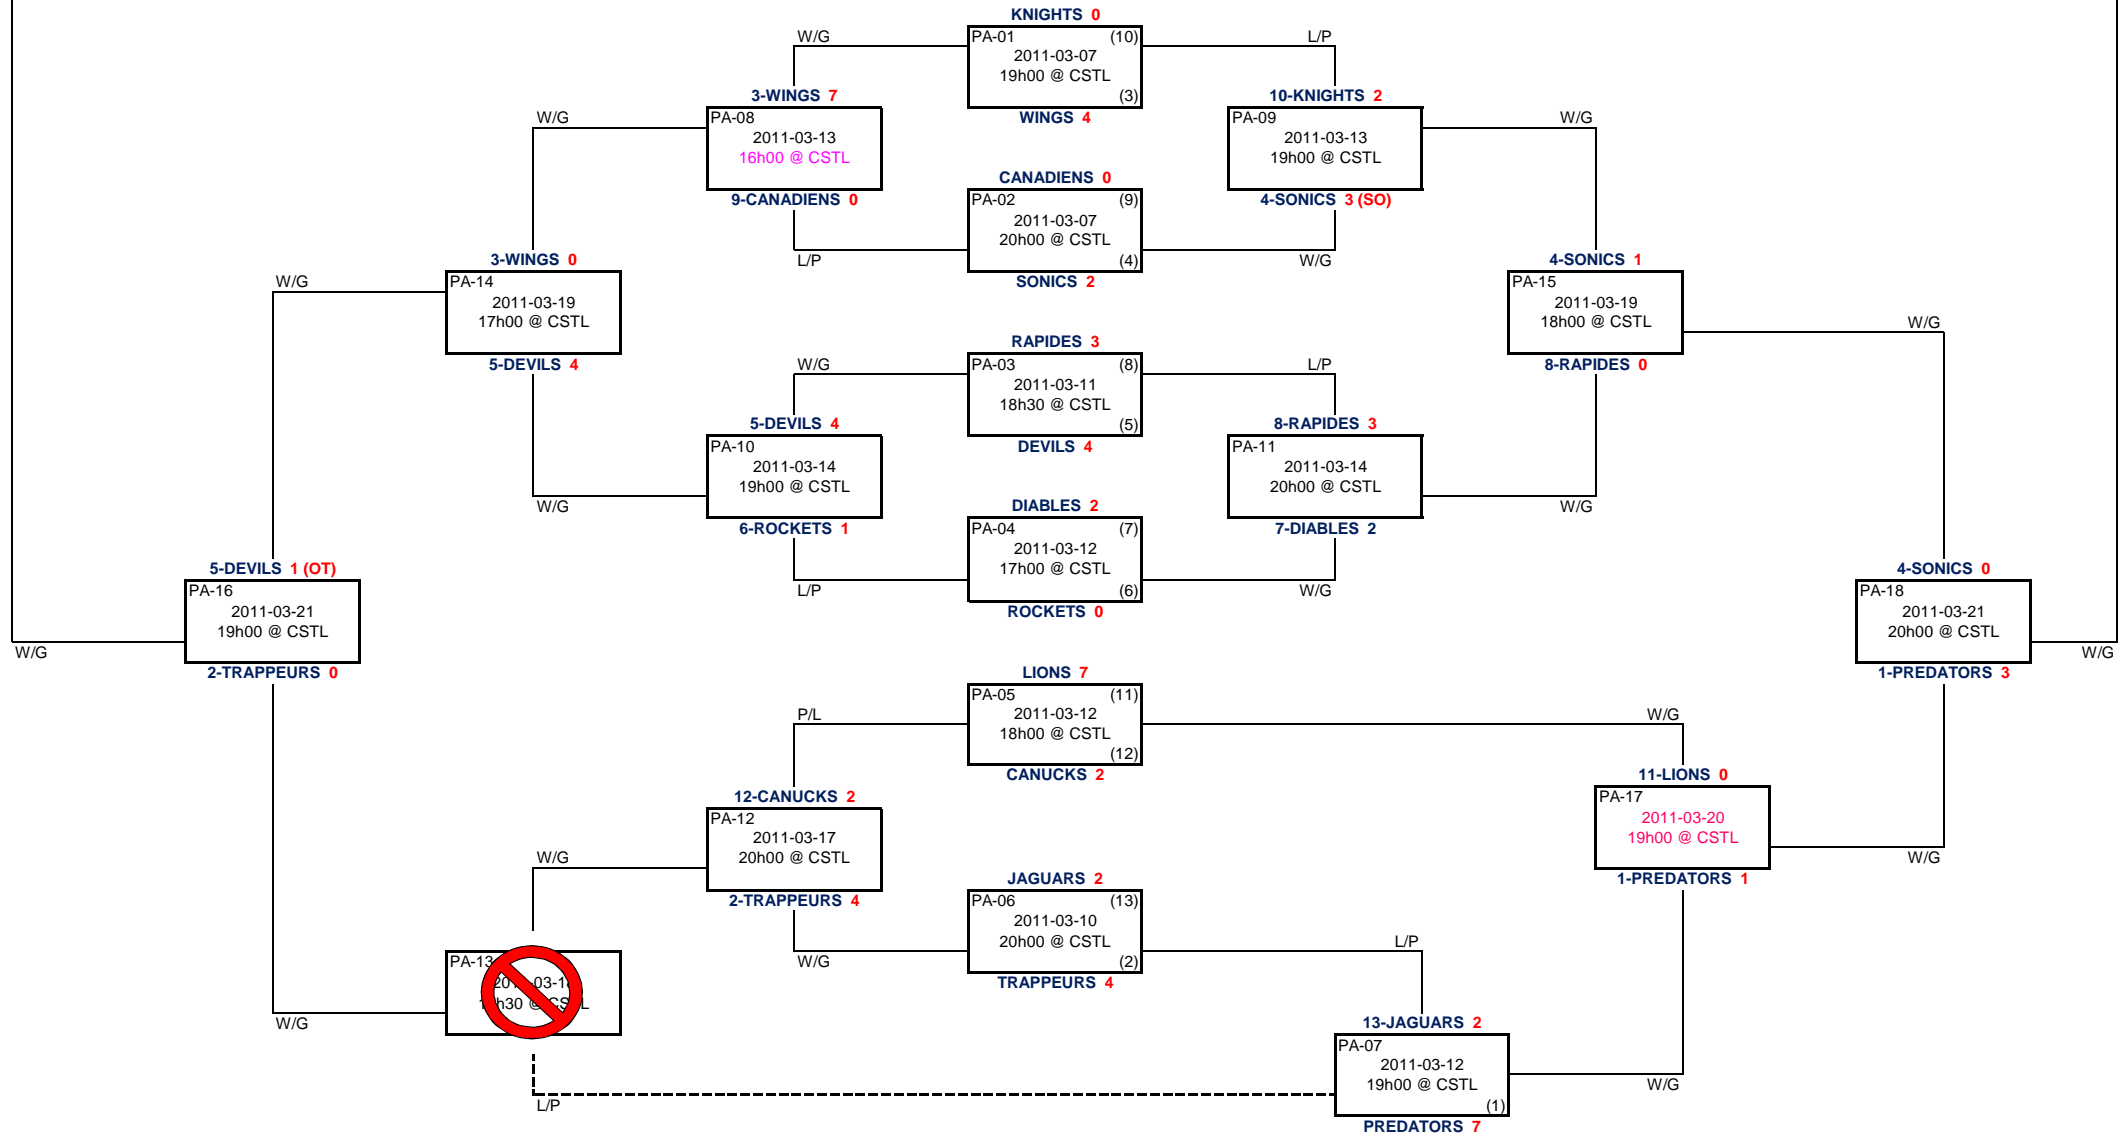 KNIGHTS 0
W/G
PA-01 (10)
L/P
2011-03-07
19h00 @ CSTL
3-WINGS 7
(3)
10-KNIGHTS 2
W/G
PA-08
WINGS 4
PA-09
W/G
2011-03-13
2011-03-13
16h00 @ CSTL
19h00 @ CSTL
CANADIENS 0
9-CANADIENS 0
PA-02 (9)
4-SONICS 3 (SO)
2011-03-07
20h00 @ CSTL
3-WINGS 0
L/P
(4)
W/G
4-SONICS 1
W/G
PA-14
SONICS 2
PA-15
2011-03-19
2011-03-19
17h00 @ CSTL
18h00 @ CSTL
W/G
RAPIDES 3
5-DEVILS 4
W/G
PA-03 (8)
L/P
8-RAPIDES 0
2011-03-11
18h30 @ CSTL
5-DEVILS 4
(5)
8-RAPIDES 3
PA-10
DEVILS 4
PA-11
2011-03-14
2011-03-14
19h00 @ CSTL
20h00 @ CSTL
W/G
DIABLES 2
W/G
6-ROCKETS 1
PA-04 (7)
7-DIABLES 2
2011-03-12
17h00 @ CSTL
5-DEVILS 1 (OT)
4-SONICS 0
PA-16
L/P
(6)
W/G
PA-18
2011-03-21
ROCKETS 0
2011-03-21
19h00 @ CSTL
20h00 @ CSTL
W/G
W/G
2-TRAPPEURS 0
LIONS 7
1-PREDATORS 3
PA-05 (11)
P/L
2011-03-12
W/G
18h00 @ CSTL
(12)
CANUCKS 2
11-LIONS 0
12-CANUCKS 2
PA-17
PA-12
2011-03-20
2011-03-17
19h00 @ CSTL
W/G
20h00 @ CSTL
W/G
JAGUARS 2
1-PREDATORS 1
2-TRAPPEURS 4
PA-06 (13)
2011-03-10
20h00 @ CSTL
L/P
PA-13
W/G
(2)
TRAPPEURS 4
W/G
13-JAGUARS 2
PA-07
2011-03-12
19h00 @ CSTL
W/G
L/P
(1)
PREDATORS 7